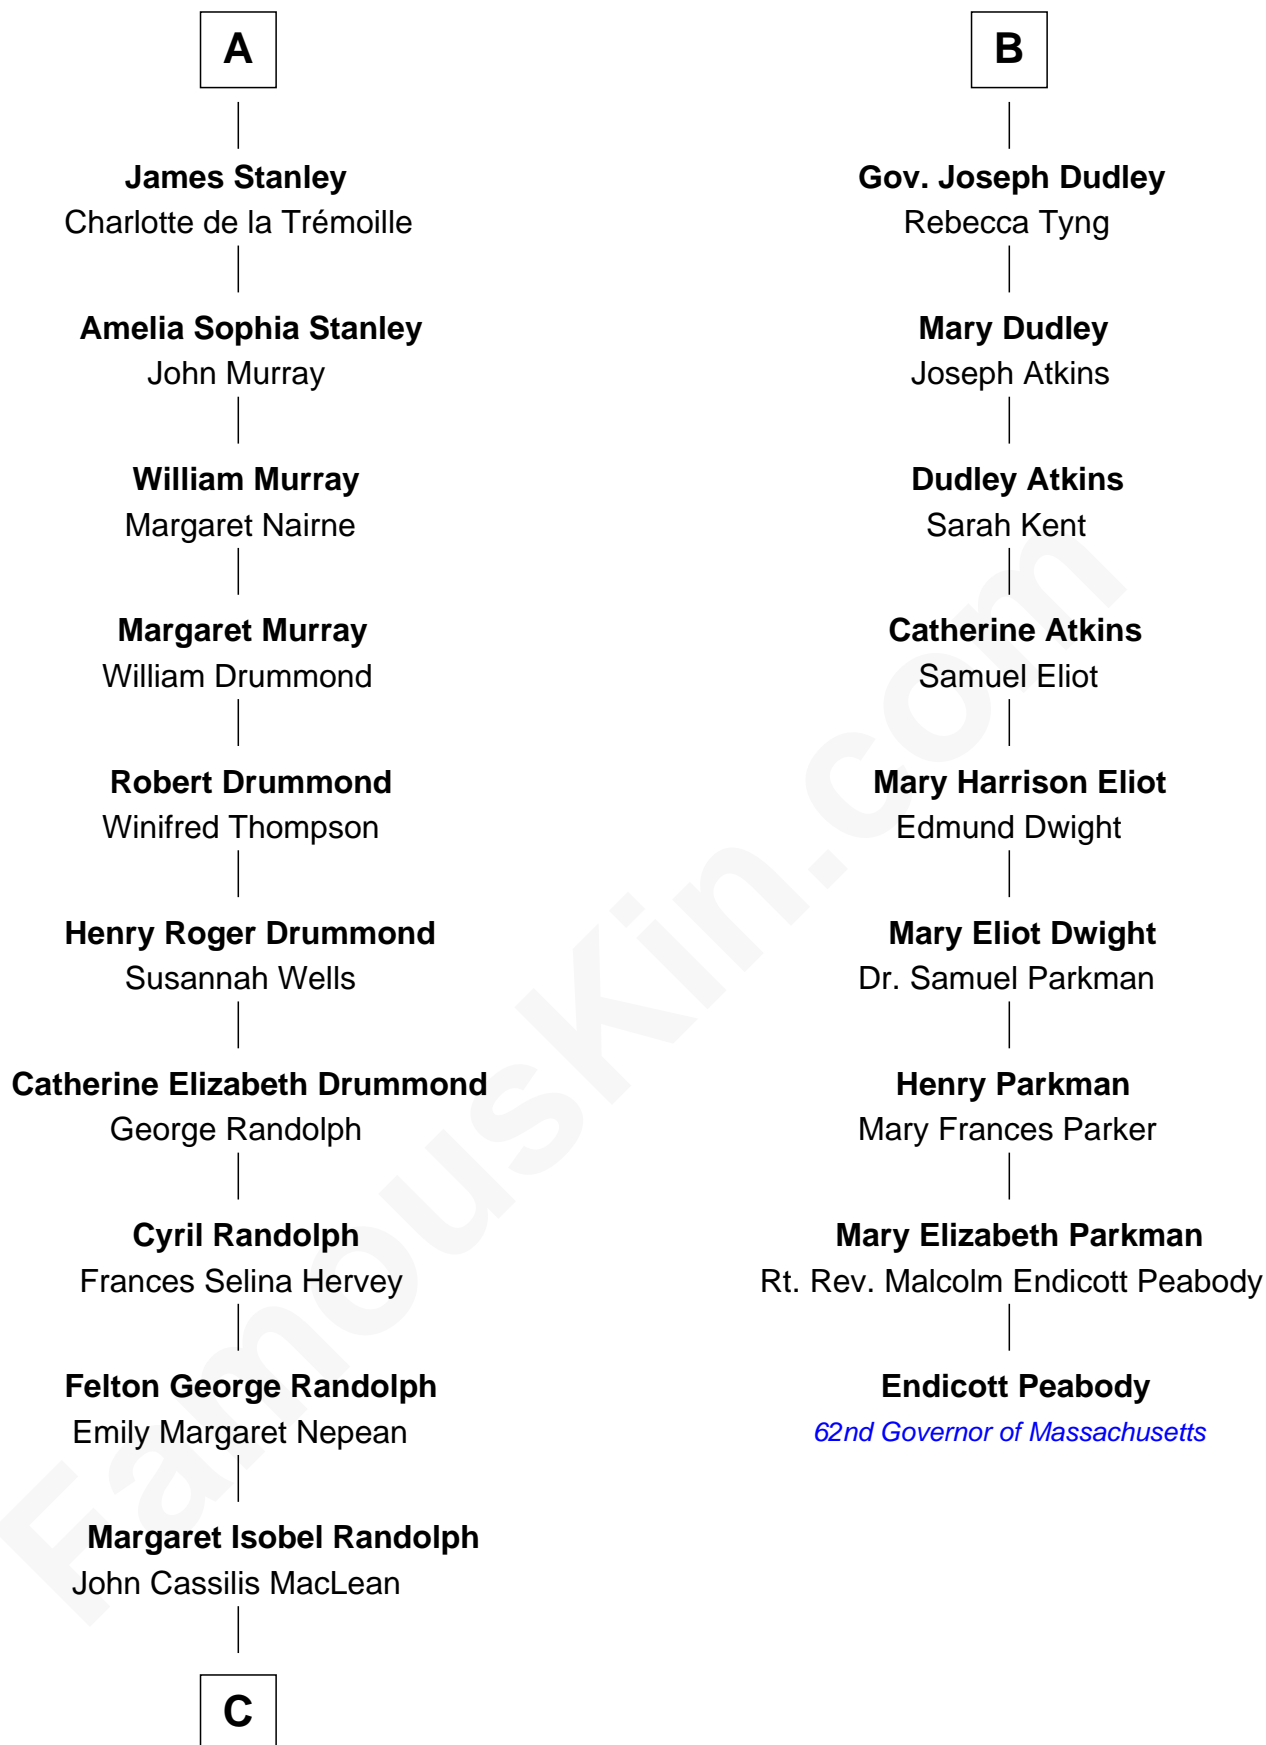 A
James Stanley
Charlotte de la Trémoille
Amelia Sophia Stanley
John Murray
William Murray
Margaret Nairne
Margaret Murray
William Drummond
Robert Drummond
Winifred Thompson
Henry Roger Drummond
Susannah Wells
Catherine Elizabeth Drummond
George Randolph
Cyril Randolph
Frances Selina Hervey
Felton George Randolph
Emily Margaret Nepean
Margaret Isobel Randolph
John Cassilis MacLean
C
B
Gov. Joseph Dudley
Rebecca Tyng
Mary Dudley
Joseph Atkins
Dudley Atkins
Sarah Kent
Catherine Atkins
Samuel Eliot
Mary Harrison Eliot
Edmund Dwight
Mary Eliot Dwight
Dr. Samuel Parkman
Henry Parkman
Mary Frances Parker
Mary Elizabeth Parkman
Rt. Rev. Malcolm Endicott Peabody
Endicott Peabody
62nd Governor of Massachusetts
FamousKin.com